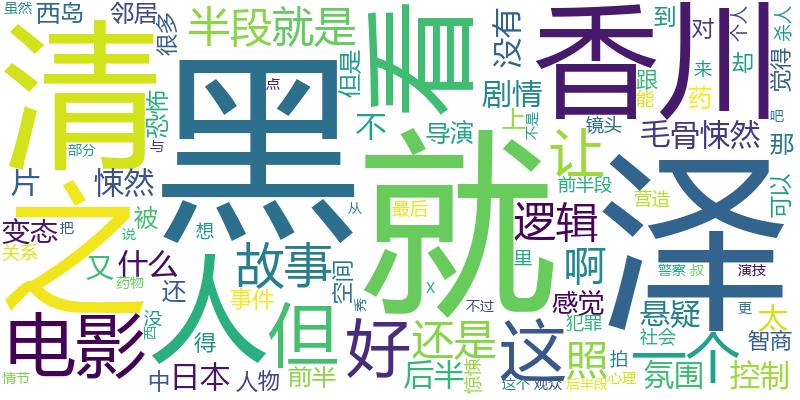 虽然
西岛
邻居
很多
半段就是
但是
看
没有
香川
到
对
个人
杀人
清
黑
恐怖
点
剧情
跟
却
来
觉得
能
药
部分
与
不
导演
上
不是
镜头
毛骨悚然
那
吧
片
悚然
就
让
前半段
泽
可以
之
被
从
最后
营造
变态
把
想
人
故事
空间
逻辑
啊
关系
说
又
什么
里
警察
叔
演技
药物
还
事件
秀
x
不过
感觉
悬疑
更
太
电影
没
得
但
好
还是
这
犯罪
社会
一个
智商
照
拍
中
日本
人物
前半
后半
惊悚
氛围
控制
情节
这个
观众
后半段
心理